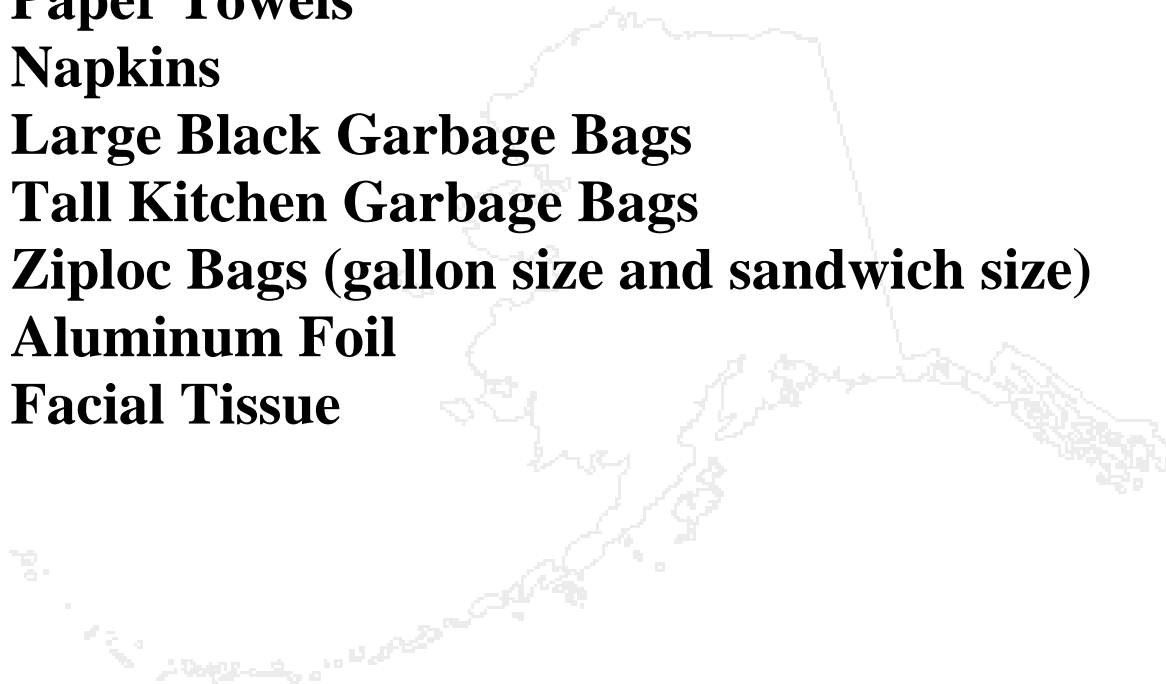 Paper Towels
Napkins
Large Black Garbage Bags
Tall Kitchen Garbage Bags
Ziploc Bags (gallon size and sandwich size)
Aluminum Foil
Facial Tissue